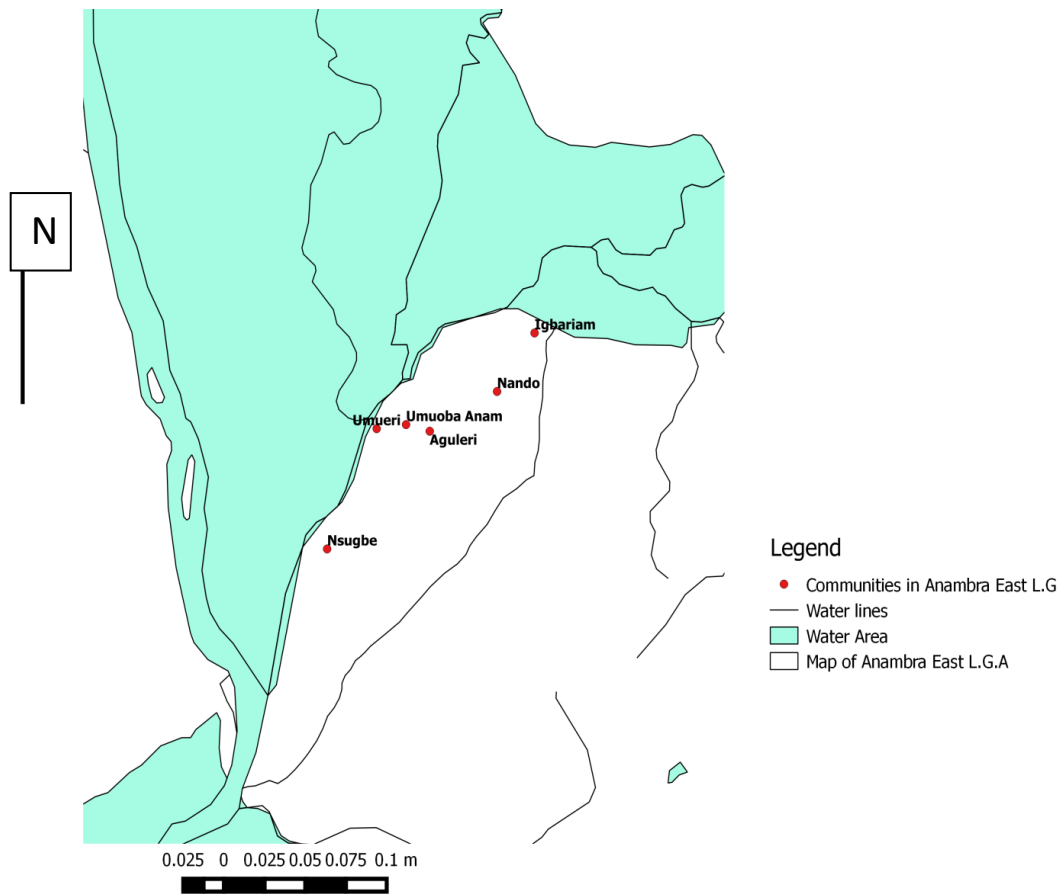 N
Igbariam
Nando
Umueri
Umuoba Anam
Aguleri
Nsugbe
Legend
Communities in Anambra East L.G
Water lines
Water Area
Map of Anambra East L.G.A
0.025 0 0.025 0.05 0.075 0.1 m